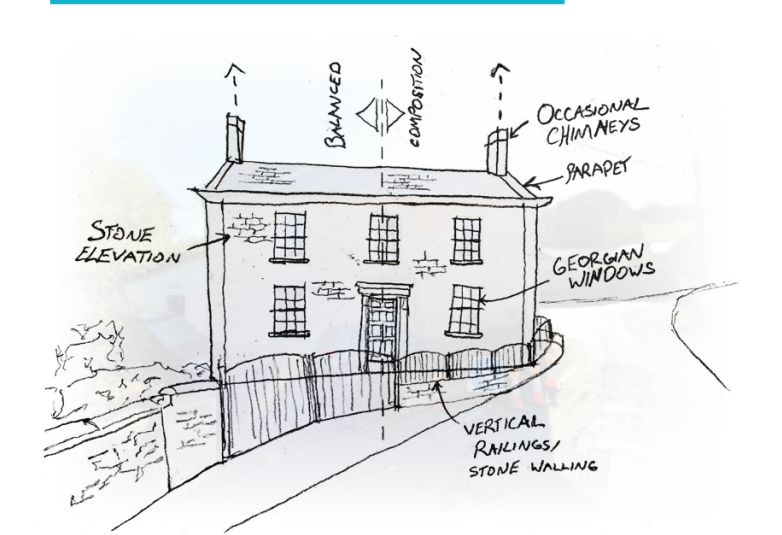 BALANCED
COMPOSITION
OCCASIONAL
CHIMNEYS
PARAPET
STONE
ELEVATION
GEORGIAN
WINDOWS
VERTICAL
RAILINGS/
STONE WALLING